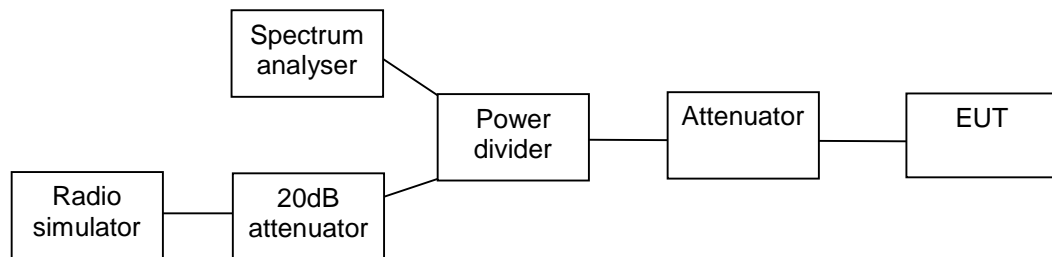 Spectrum
analyser
Power
divider
Attenuator
EUT
Radio
simulator
20dB
attenuator